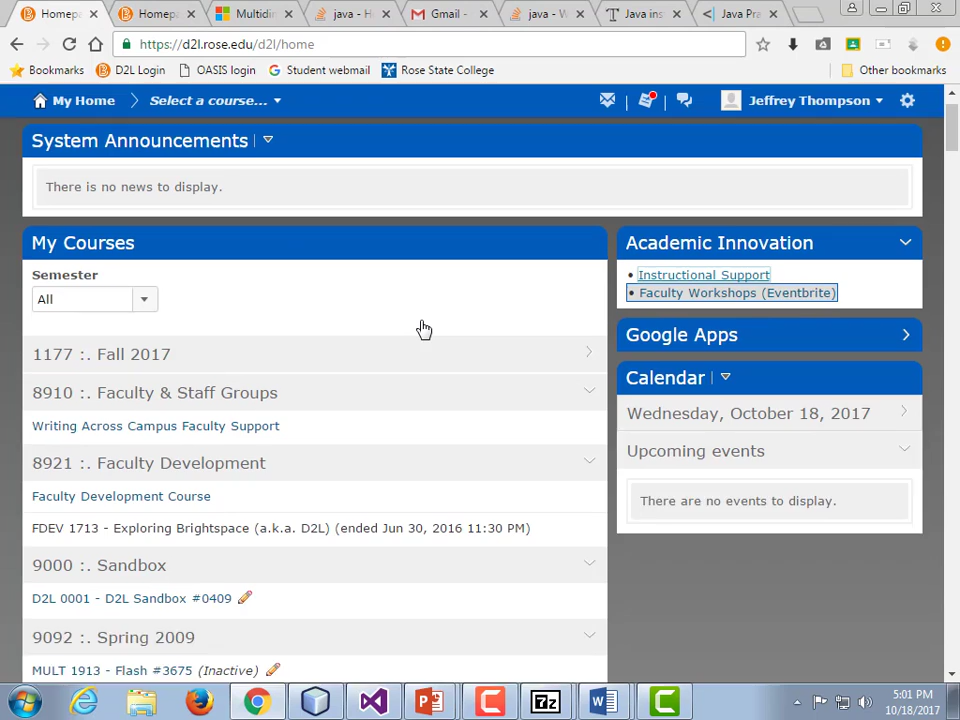 Homepa
Homepa
Multidin
java - H
Gmail -
java - W
Java ins
Java Pra
https://d2l.rose.edu/d2l/home
Bookmarks
D2L Login
OASIS login
Student webmail
Rose State College
Other bookmarks
My Home
Select a course...
Jeffrey Thompson
System Announcements
There is no news to display.
My Courses
Semester
All
1177 :. Fall 2017
8910 :. Faculty & Staff Groups
Writing Across Campus Faculty Support
8921 :. Faculty Development
Faculty Development Course
FDEV 1713 - Exploring Brightspace (a.k.a. D2L) (ended Jun 30, 2016 11:30 PM)
9000 :. Sandbox
D2L 0001 - D2L Sandbox #0409
9092 :. Spring 2009
MULT 1913 - Flash #3675 (Inactive)
Academic Innovation
• Instructional Support
• Faculty Workshops (Eventbrite)
Google Apps
Calendar
Wednesday, October 18, 2017
Upcoming events
There are no events to display.
5:01 PM
10/18/2017